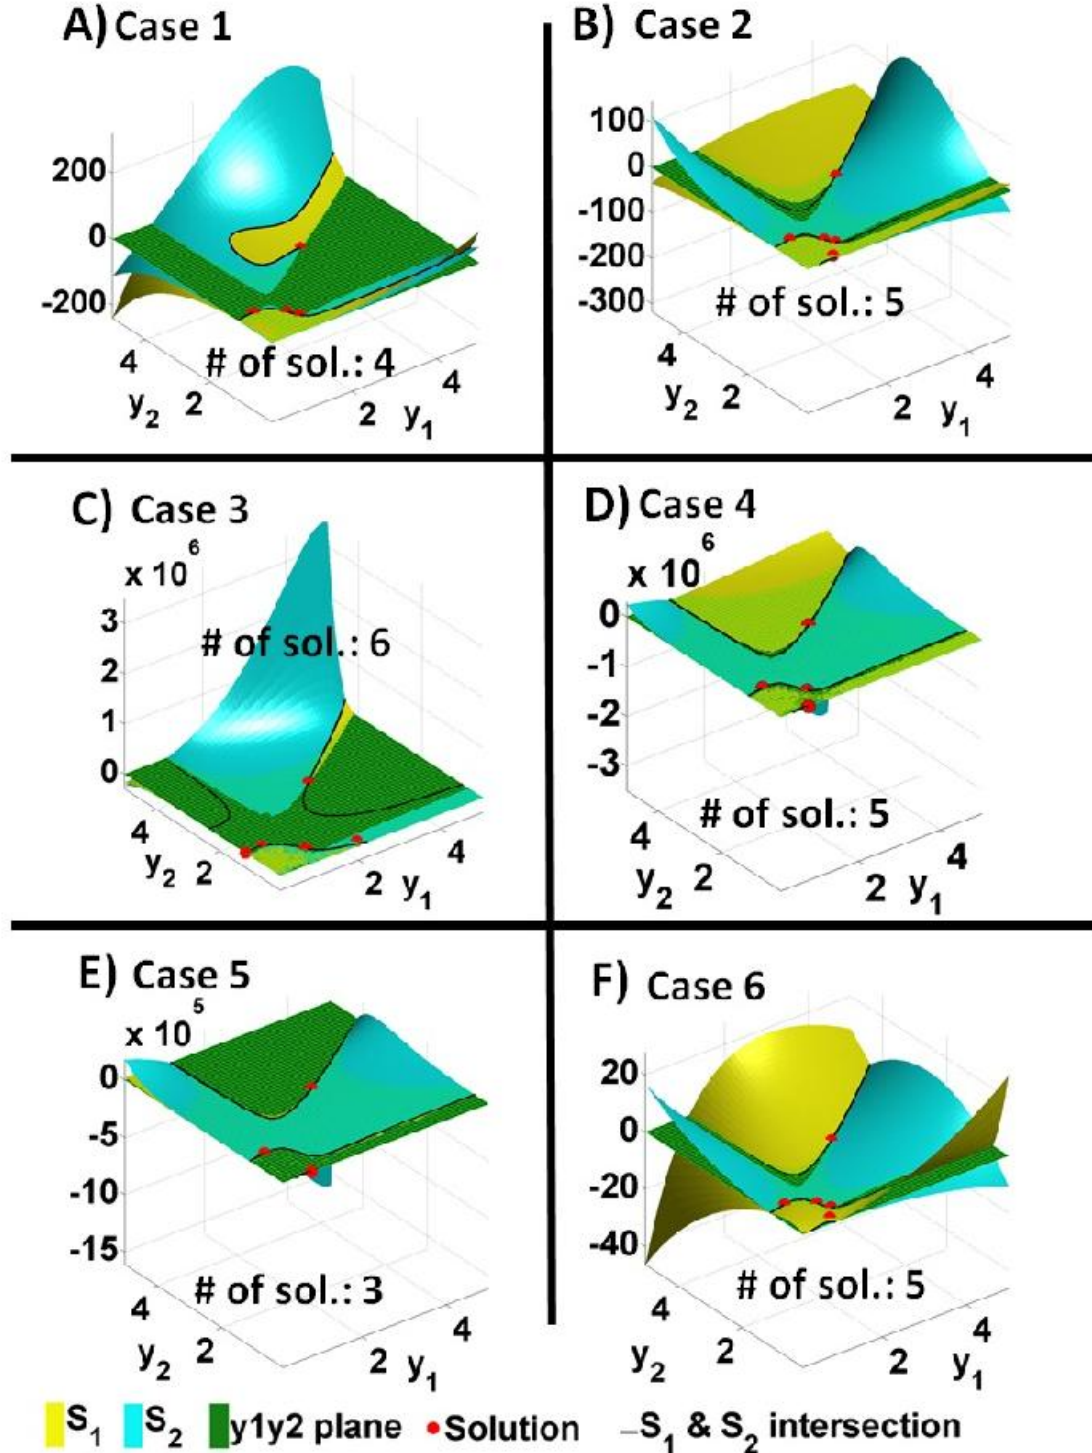 A) Case 1
200
0
-200
4
2
y2
# of sol.: 4
2
4
y1
B) Case 2
100
0
-100
-200
-300
# of sol.: 5
4
2
y2
2
4
y1
C) Case 3
x 10^6
3
2
1
0
# of sol.: 6
4
2
y2
2
4
y1
D) Case 4
x 10^6
0
-1
-2
-3
# of sol.: 5
4
2
y2
2
4
y1
E) Case 5
x 10^5
0
-5
-10
-15
# of sol.: 3
4
2
y2
2
4
y1
F) Case 6
20
0
-20
-40
# of sol.: 5
4
2
y2
2
4
y1
S1 S2 y1y2 plane Solution S1 & S2 intersection